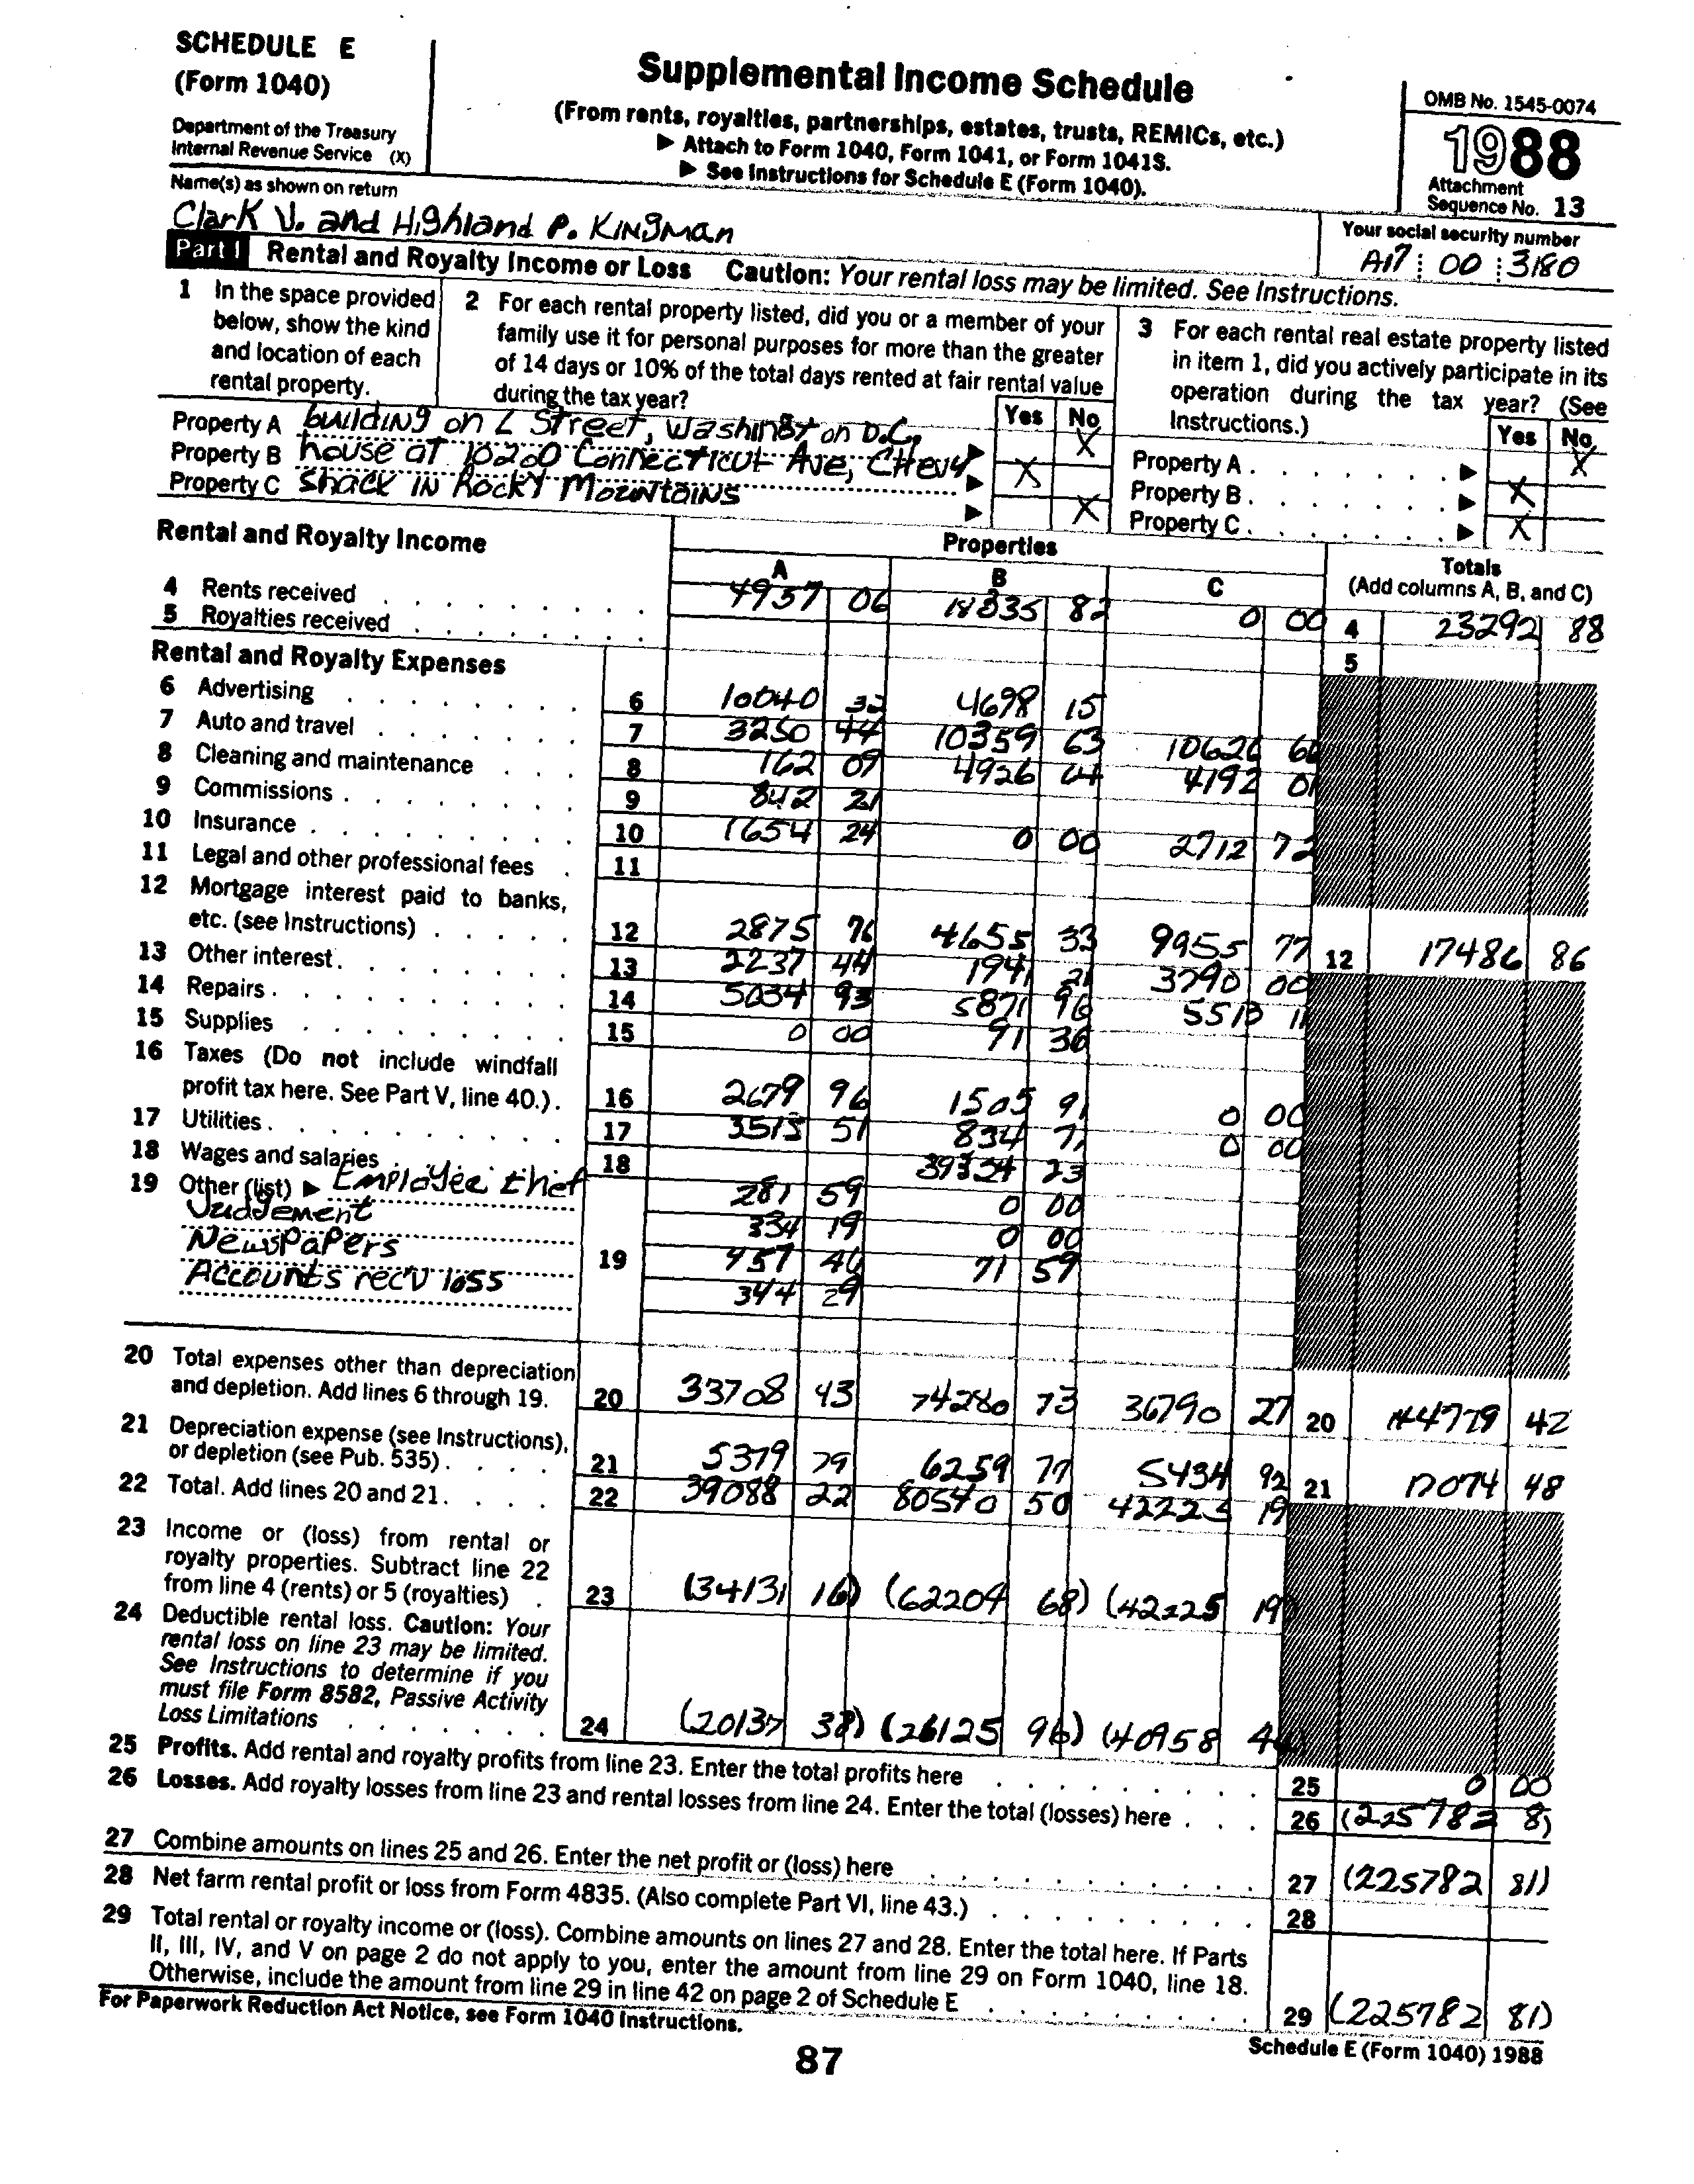 SCHEDULE E
(Form 1040)
Department of the Treasury
Internal Revenue Service (X)
Supplemental Income Schedule
(From rents, royalties, partnerships, estates, trusts, REMICs, etc.)
▶ Attach to Form 1040, Form 1041, or Form 1041S.
▶ See Instructions for Schedule E (Form 1040).
OMB No. 1545-0074
1988
Attachment
Sequence No. 13
Name(s) as shown on return
Clark V. and Highland P. Kingman
Your social security number
A17 00 3180
Part I Rental and Royalty Income or Loss Caution: Your rental loss may be limited. See Instructions.
1 In the space provided
below, show the kind
and location of each
rental property.
2 For each rental property listed, did you or a member of your
family use it for personal purposes for more than the greater
of 14 days or 10% of the total days rented at fair rental value
during the tax year?
3 For each rental real estate property listed
in item 1, did you actively participate in its
operation during the tax year? (See
Instructions.)
Yes No
Yes No
Property A building on L Street, Washington D.C. ▶ X
Property B house at 10200 Connecticut Ave, CHevy ▶ X
Property C Shack in Rocky Mountains ▶ X
Property A . . . . . . ▶ X
Property B . . . . . . ▶ X
Property C . . . . . . ▶ X
Rental and Royalty Income
Properties
A B C
Totals
(Add columns A, B, and C)
4 Rents received 4957 06 18335 82 0 00 4 23292 88
5 Royalties received 5
Rental and Royalty Expenses
6 Advertising 6 10040 32 4698 15
7 Auto and travel 7 3250 44 10359 63 10626 66
8 Cleaning and maintenance 8 162 09 4926 64 4192 01
9 Commissions 9 842 21
10 Insurance 10 1654 24 0 00 2712 72
11 Legal and other professional fees 11
12 Mortgage interest paid to banks,
etc. (see Instructions) 12 2875 76 4655 33 9955 77 12 17486 86
13 Other interest 13 2237 44 1941 21 3790 00
14 Repairs 14 5034 93 5871 96 5513 11
15 Supplies 15 0 00 91 36
16 Taxes (Do not include windfall
profit tax here. See Part V, line 40.) 16 2679 96 1505 91 0 00
17 Utilities 17 3515 51 834 71 0 00
18 Wages and salaries 18 39324 23
19 Other (list) ▶ Employee thef 281 59 0 00
Judgement 334 19 0 00
Newspapers 19 457 46 71 57
Accounts recv loss 344 29
20 Total expenses other than depreciation
and depletion. Add lines 6 through 19. 20 33708 43 74280 73 36790 27 20 144779 42
21 Depreciation expense (see Instructions),
or depletion (see Pub. 535) 21 5379 79 6259 77 5434 92 21 17074 48
22 Total. Add lines 20 and 21 22 39088 22 80540 50 42225 19
23 Income or (loss) from rental or
royalty properties. Subtract line 22
from line 4 (rents) or 5 (royalties) 23 (34131 16) (62204 68) (42225 19)
24 Deductible rental loss. Caution: Your
rental loss on line 23 may be limited.
See Instructions to determine if you
must file Form 8582, Passive Activity
Loss Limitations 24 (20137 38) (26125 96) (40958
25 Profits. Add rental and royalty profits from line 23. Enter the total profits here 25 0 00
26 Losses. Add royalty losses from line 23 and rental losses from line 24. Enter the total (losses) here 26 (225782 8)
27 Combine amounts on lines 25 and 26. Enter the net profit or (loss) here 27 (225782 81)
28 Net farm rental profit or loss from Form 4835. (Also complete Part VI, line 43.) 28
29 Total rental or royalty income or (loss). Combine amounts on lines 27 and 28. Enter the total here. If Parts
II, III, IV, and V on page 2 do not apply to you, enter the amount from line 29 on Form 1040, line 18.
Otherwise, include the amount from line 29 in line 42 on page 2 of Schedule E 29 (225782 81)
For Paperwork Reduction Act Notice, see Form 1040 Instructions.
Schedule E (Form 1040) 1988
87